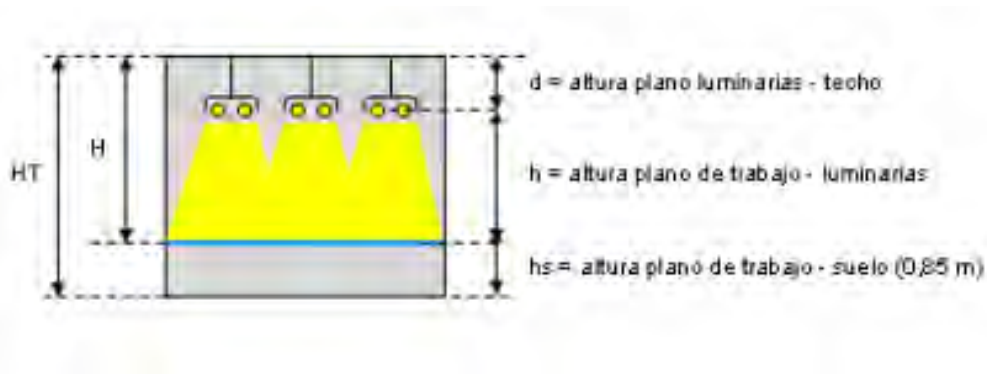 d = altura plano luminarias - techo
H
HT
h = altura plano de trabajo - luminarias
hs = altura plano de trabajo - suelo (0,85 m)